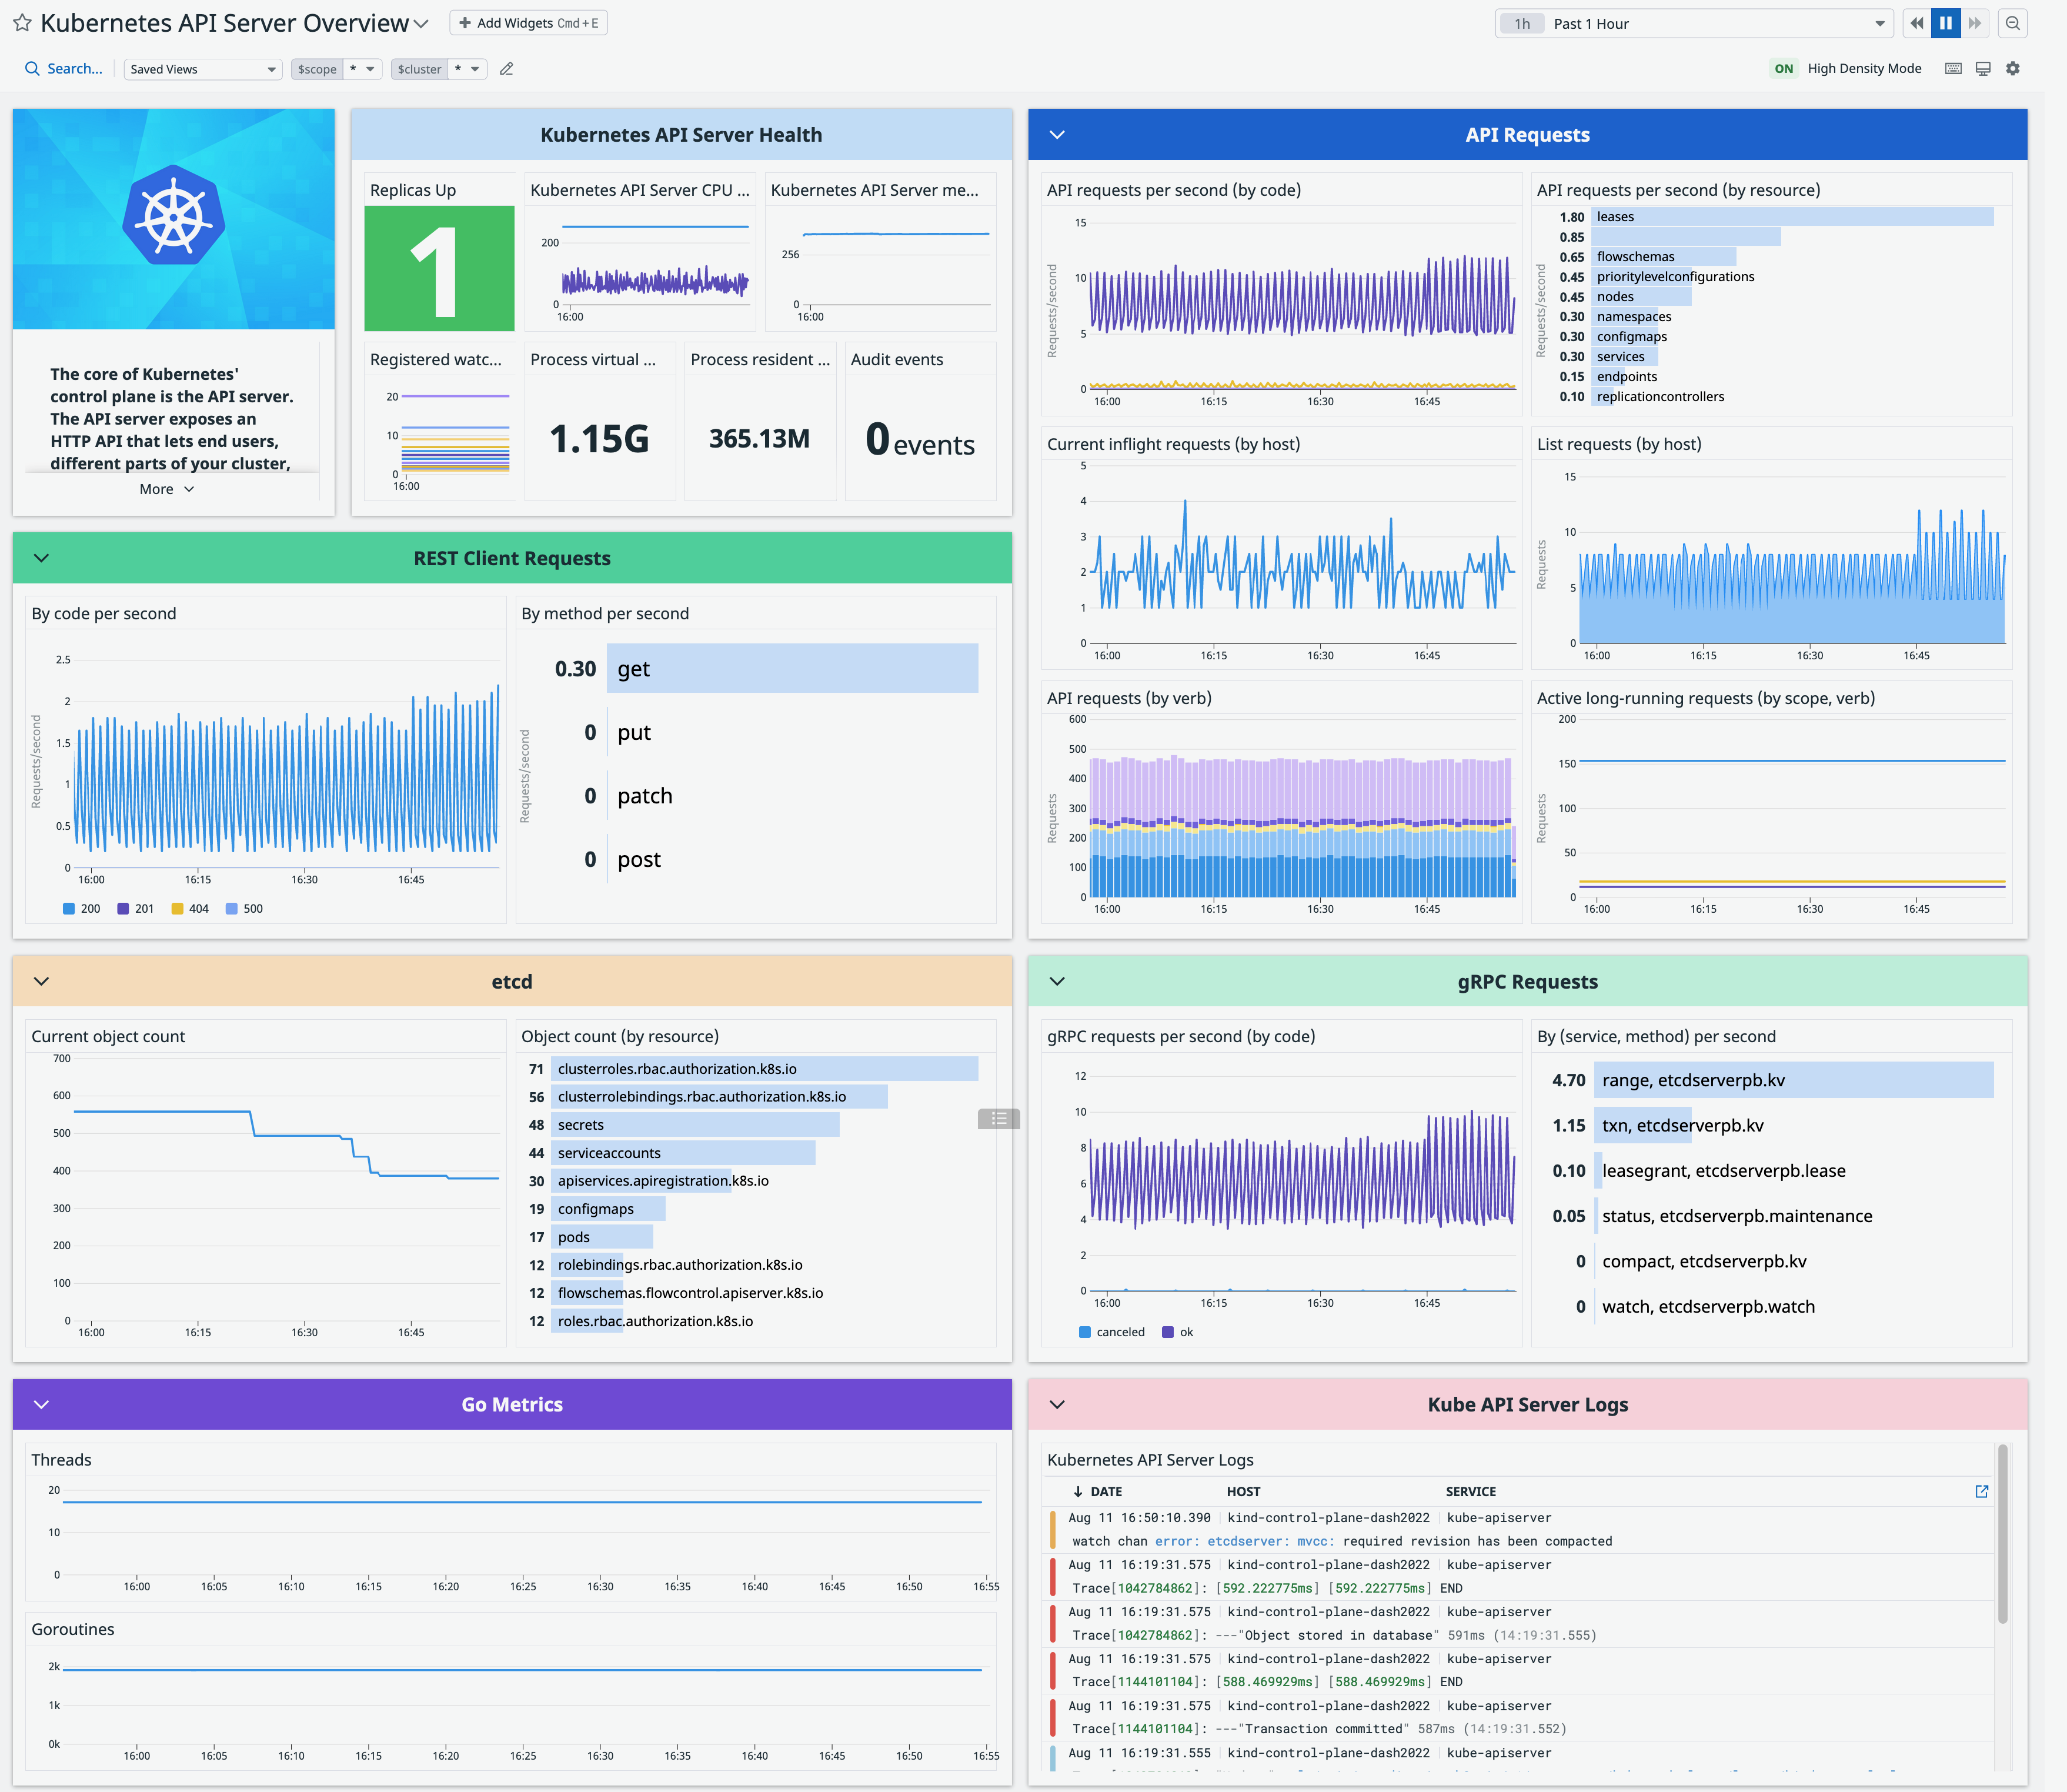 Kubernetes API Server Overview
Add Widgets Cmd+E
1h Past 1 Hour
Search...
Saved Views
$scope *
$cluster *
ON High Density Mode
The core of Kubernetes'
control plane is the API server.
The API server exposes an
HTTP API that lets end users,
different parts of your cluster,
More
Kubernetes API Server Health
Replicas Up
1
Kubernetes API Server CPU ...
200
0
16:00
Kubernetes API Server me...
256
0
16:00
Registered watc...
20
10
0
16:00
Process virtual ...
1.15G
Process resident ...
365.13M
Audit events
0 events
API Requests
API requests per second (by code)
Requests/second
15
10
5
0
16:00 16:15 16:30 16:45
API requests per second (by resource)
Requests/second
1.80 leases
0.85
0.65 flowschemas
0.45 prioritylevelconfigurations
0.45 nodes
0.30 namespaces
0.30 configmaps
0.30 services
0.15 endpoints
0.10 replicationcontrollers
Current inflight requests (by host)
5
4
3
2
1
0
16:00 16:15 16:30 16:45
List requests (by host)
Requests
15
10
5
0
16:00 16:15 16:30 16:45
API requests (by verb)
Requests
600
500
400
300
200
100
0
16:00 16:15 16:30 16:45
Active long-running requests (by scope, verb)
Requests
200
150
100
50
0
16:00 16:15 16:30 16:45
REST Client Requests
By code per second
Requests/second
2.5
2
1.5
1
0.5
0
16:00 16:15 16:30 16:45
200 201 404 500
By method per second
Requests/second
0.30 get
0 put
0 patch
0 post
etcd
Current object count
700
600
500
400
300
200
100
0
16:00 16:15 16:30 16:45
Object count (by resource)
71 clusterroles.rbac.authorization.k8s.io
56 clusterrolebindings.rbac.authorization.k8s.io
48 secrets
44 serviceaccounts
30 apiservices.apiregistration.k8s.io
19 configmaps
17 pods
12 rolebindings.rbac.authorization.k8s.io
12 flowschemas.flowcontrol.apiserver.k8s.io
12 roles.rbac.authorization.k8s.io
gRPC Requests
gRPC requests per second (by code)
12
10
8
6
4
2
0
16:00 16:15 16:30 16:45
canceled ok
By (service, method) per second
4.70 range, etcdserverpb.kv
1.15 txn, etcdserverpb.kv
0.10 leasegrant, etcdserverpb.lease
0.05 status, etcdserverpb.maintenance
0 compact, etcdserverpb.kv
0 watch, etcdserverpb.watch
Go Metrics
Threads
20
10
0
16:00 16:05 16:10 16:15 16:20 16:25 16:30 16:35 16:40 16:45 16:50 16:55
Goroutines
2k
1k
0k
16:00 16:05 16:10 16:15 16:20 16:25 16:30 16:35 16:40 16:45 16:50 16:55
Kube API Server Logs
Kubernetes API Server Logs
DATE HOST SERVICE
Aug 11 16:50:10.390 kind-control-plane-dash2022 kube-apiserver
watch chan error: etcdserver: mvcc: required revision has been compacted
Aug 11 16:19:31.575 kind-control-plane-dash2022 kube-apiserver
Trace[1042784862]: [592.222775ms] [592.222775ms] END
Aug 11 16:19:31.575 kind-control-plane-dash2022 kube-apiserver
Trace[1042784862]: ---"Object stored in database" 591ms (14:19:31.555)
Aug 11 16:19:31.575 kind-control-plane-dash2022 kube-apiserver
Trace[1144101104]: [588.469929ms] [588.469929ms] END
Aug 11 16:19:31.575 kind-control-plane-dash2022 kube-apiserver
Trace[1144101104]: ---"Transaction committed" 587ms (14:19:31.552)
Aug 11 16:19:31.555 kind-control-plane-dash2022 kube-apiserver